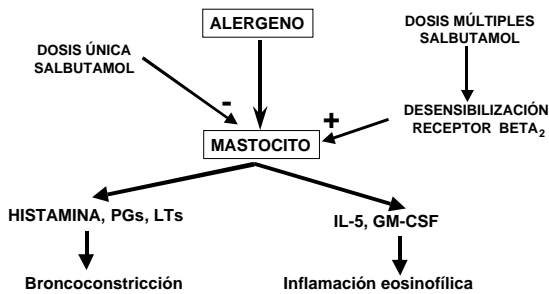 ALERGENO
DOSIS ÚNICA
SALBUTAMOL
DOSIS MÚLTIPLES
SALBUTAMOL
-
+
DESENSIBILIZACIÓN
RECEPTOR BETA2
MASTOCITO
HISTAMINA, PGs, LTs
IL-5, GM-CSF
Broncoconstricción
Inflamación eosinofílica